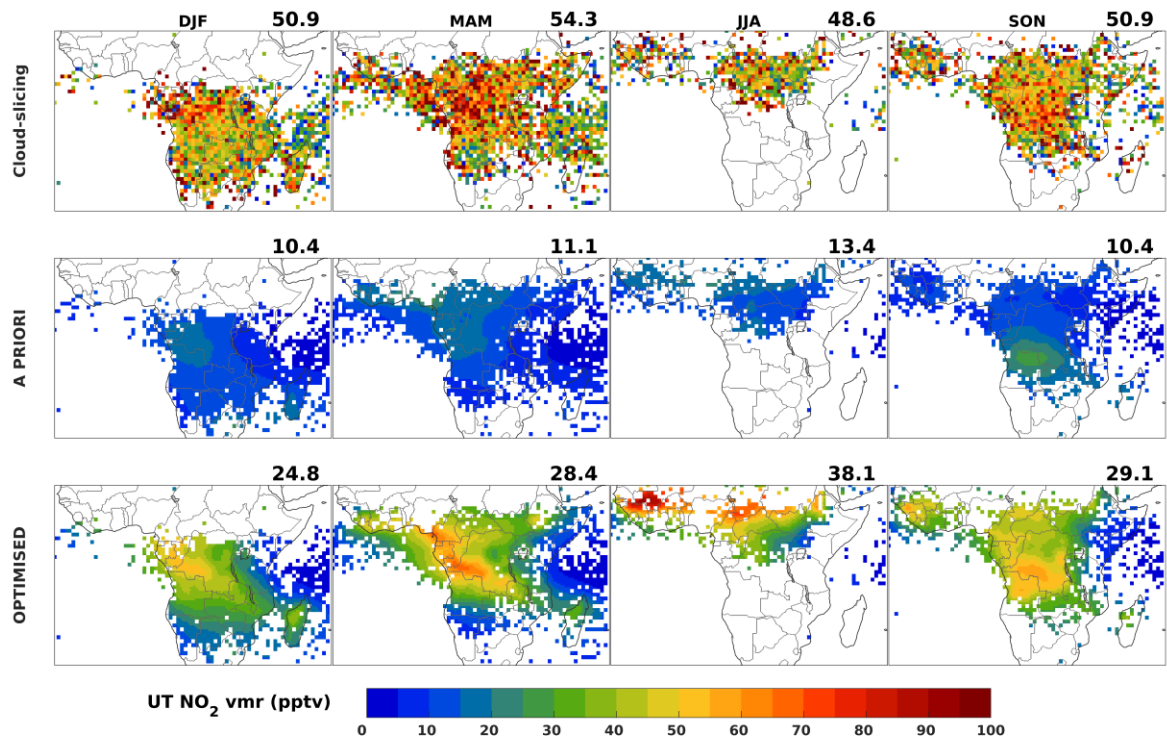 DJF 50.9 MAM 54.3 JJA 48.6 SON 50.9
Cloud-slicing
10.4 11.1 13.4 10.4
A PRIORI
24.8 28.4 38.1 29.1
OPTIMISED
UT NO₂ vmr (pptv)
0 10 20 30 40 50 60 70 80 90 100